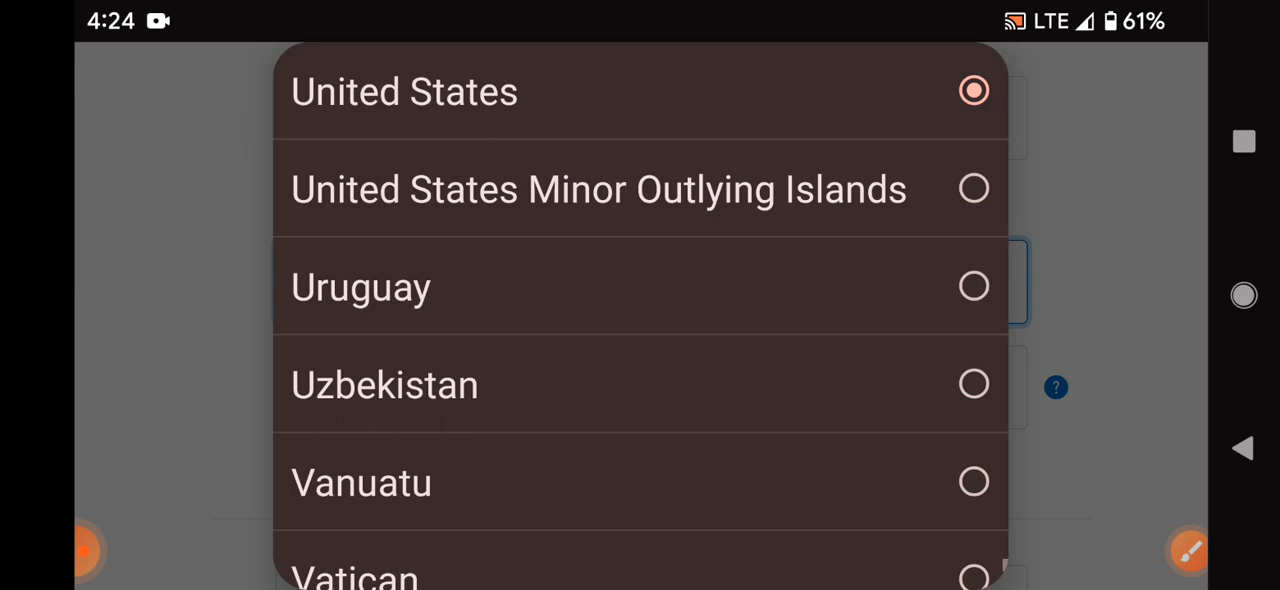 4:24
LTE 61%
United States
United States Minor Outlying Islands
Uruguay
Uzbekistan
Vanuatu
Vatican
?